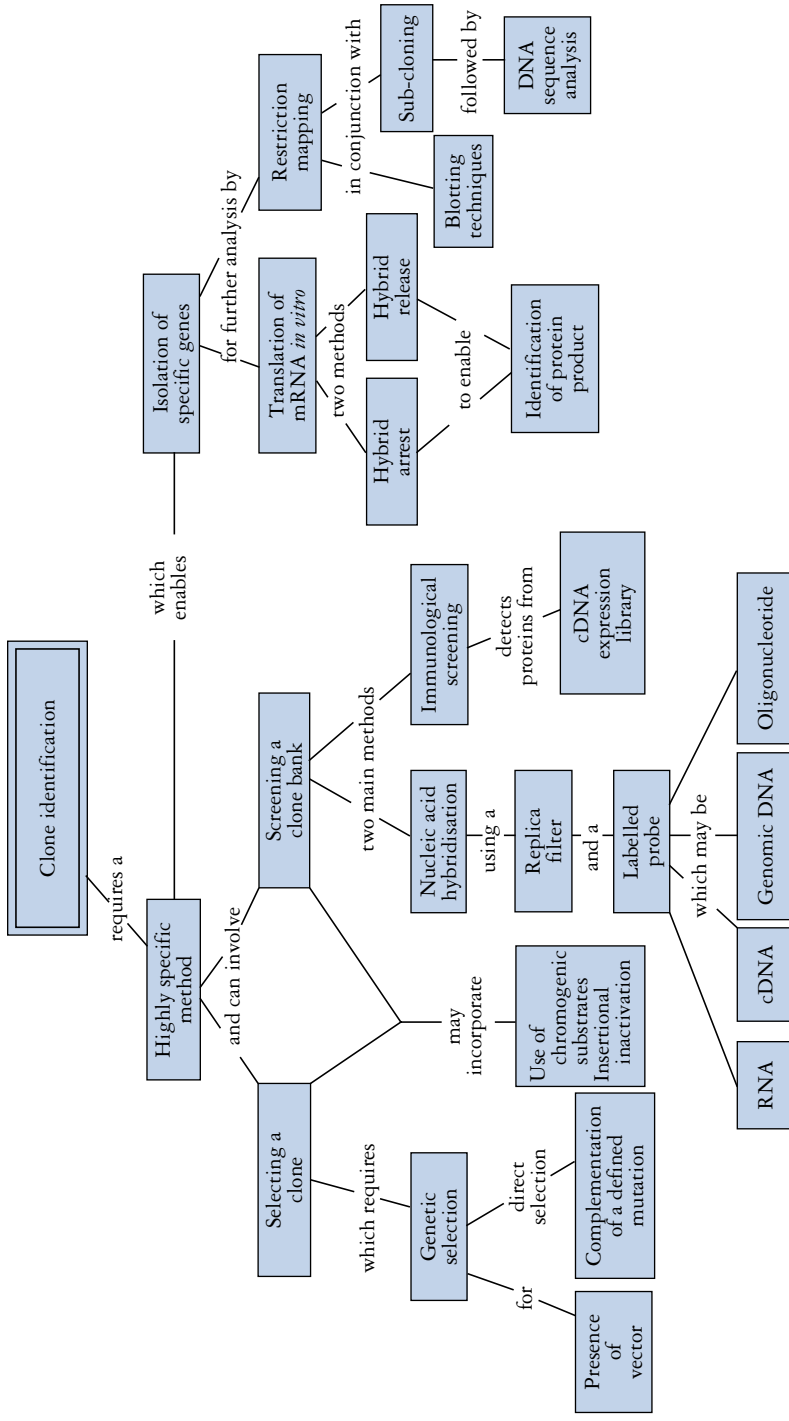 Clone identification
requires a
Highly specific
method
which
enables
Isolation of
specific genes
and can involve
for further analysis by
Selecting a
clone
Screening a
clone bank
Translation of
mRNA in vitro
Restriction
mapping
which requires
may
incorporate
two main methods
two methods
in conjunction with
Genetic
selection
Nucleic acid
hybridisation
Immunological
screening
Hybrid
arrest
Hybrid
release
Blotting
techniques
Sub-cloning
for
direct
selection
using a
detects
proteins from
to enable
followed by
Presence
of
vector
Complementation
of a defined
mutation
Use of
chromogenic
substrates
Insertional
inactivation
Replica
filter
cDNA
expression
library
Identification
of protein
product
DNA
sequence
analysis
and a
Labelled
probe
which may be
RNA
cDNA
Genomic DNA
Oligonucleotide